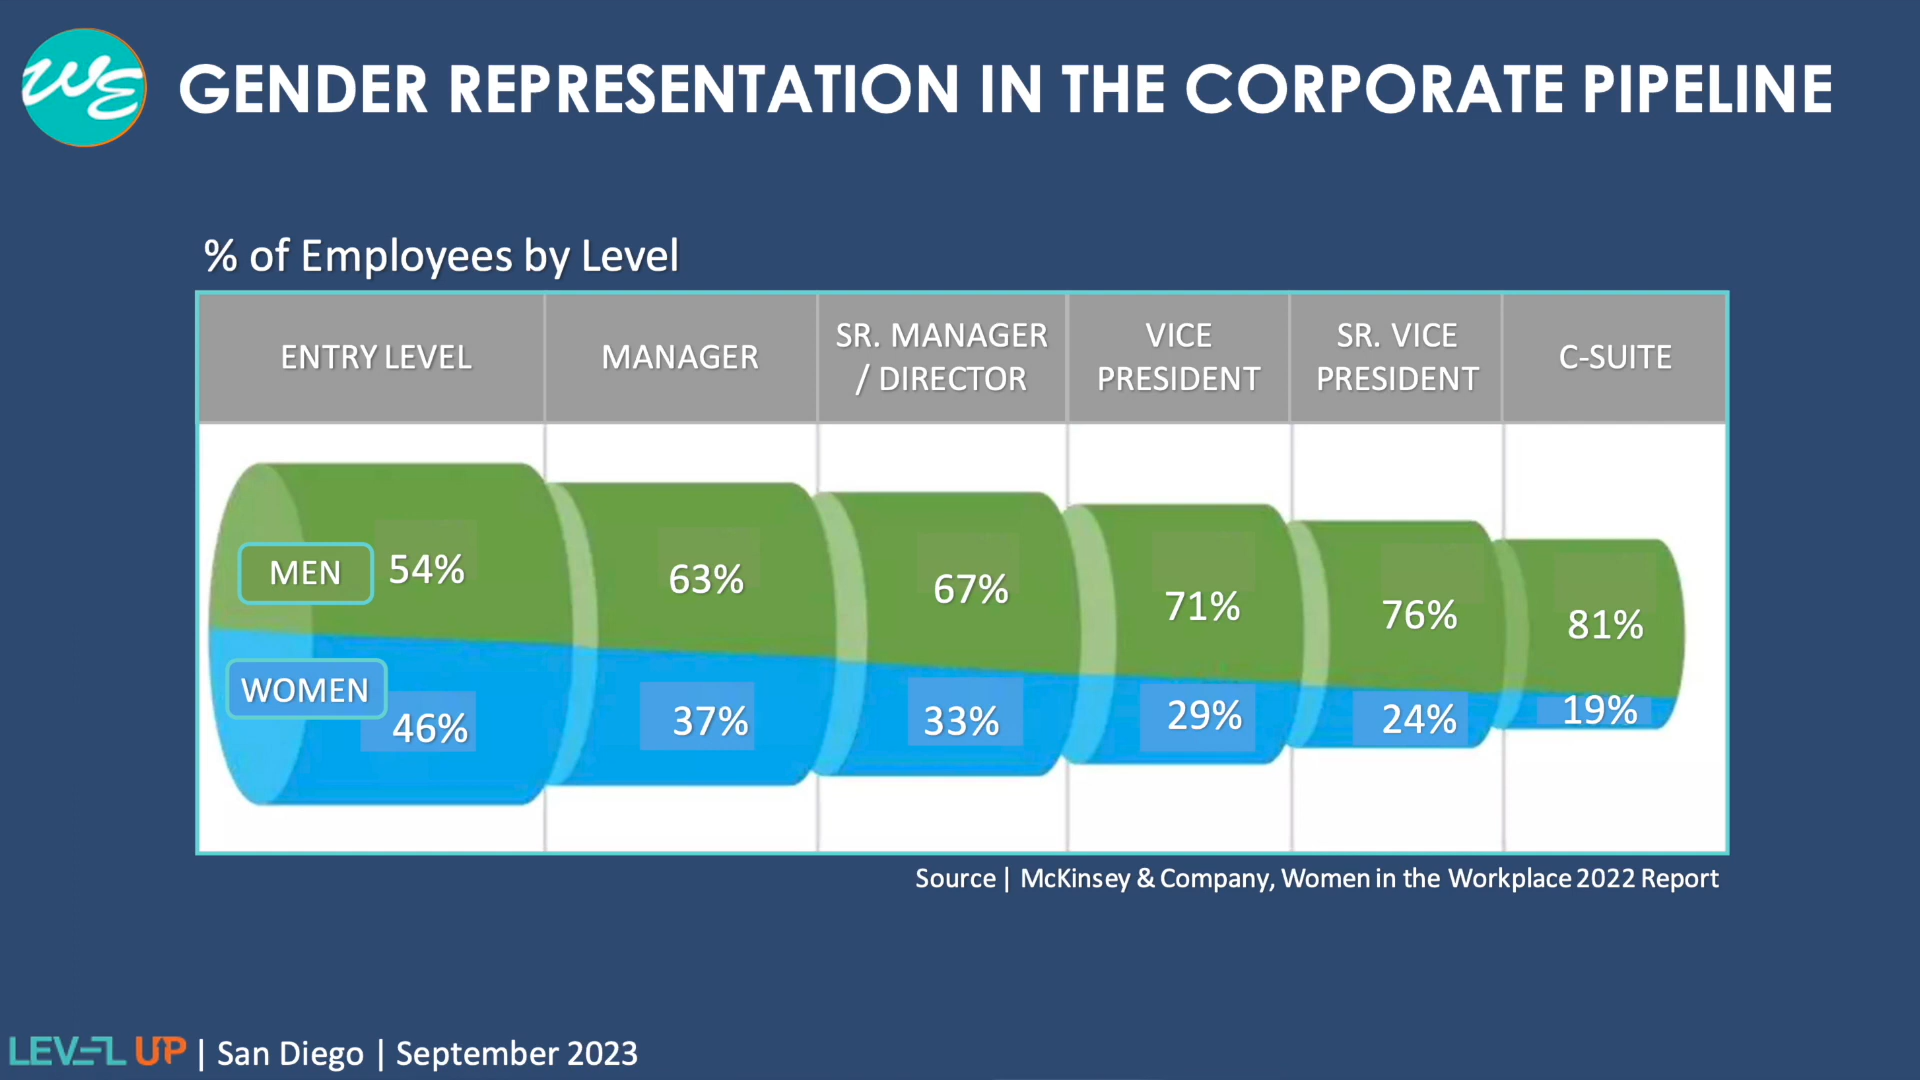 WE
GENDER REPRESENTATION IN THE CORPORATE PIPELINE
% of Employees by Level
ENTRY LEVEL
MANAGER
SR. MANAGER
/ DIRECTOR
VICE
PRESIDENT
SR. VICE
PRESIDENT
C-SUITE
MEN
54%
63%
67%
71%
76%
81%
WOMEN
46%
37%
33%
29%
24%
19%
Source | McKinsey & Company, Women in the Workplace 2022 Report
LEVEL UP | San Diego | September 2023